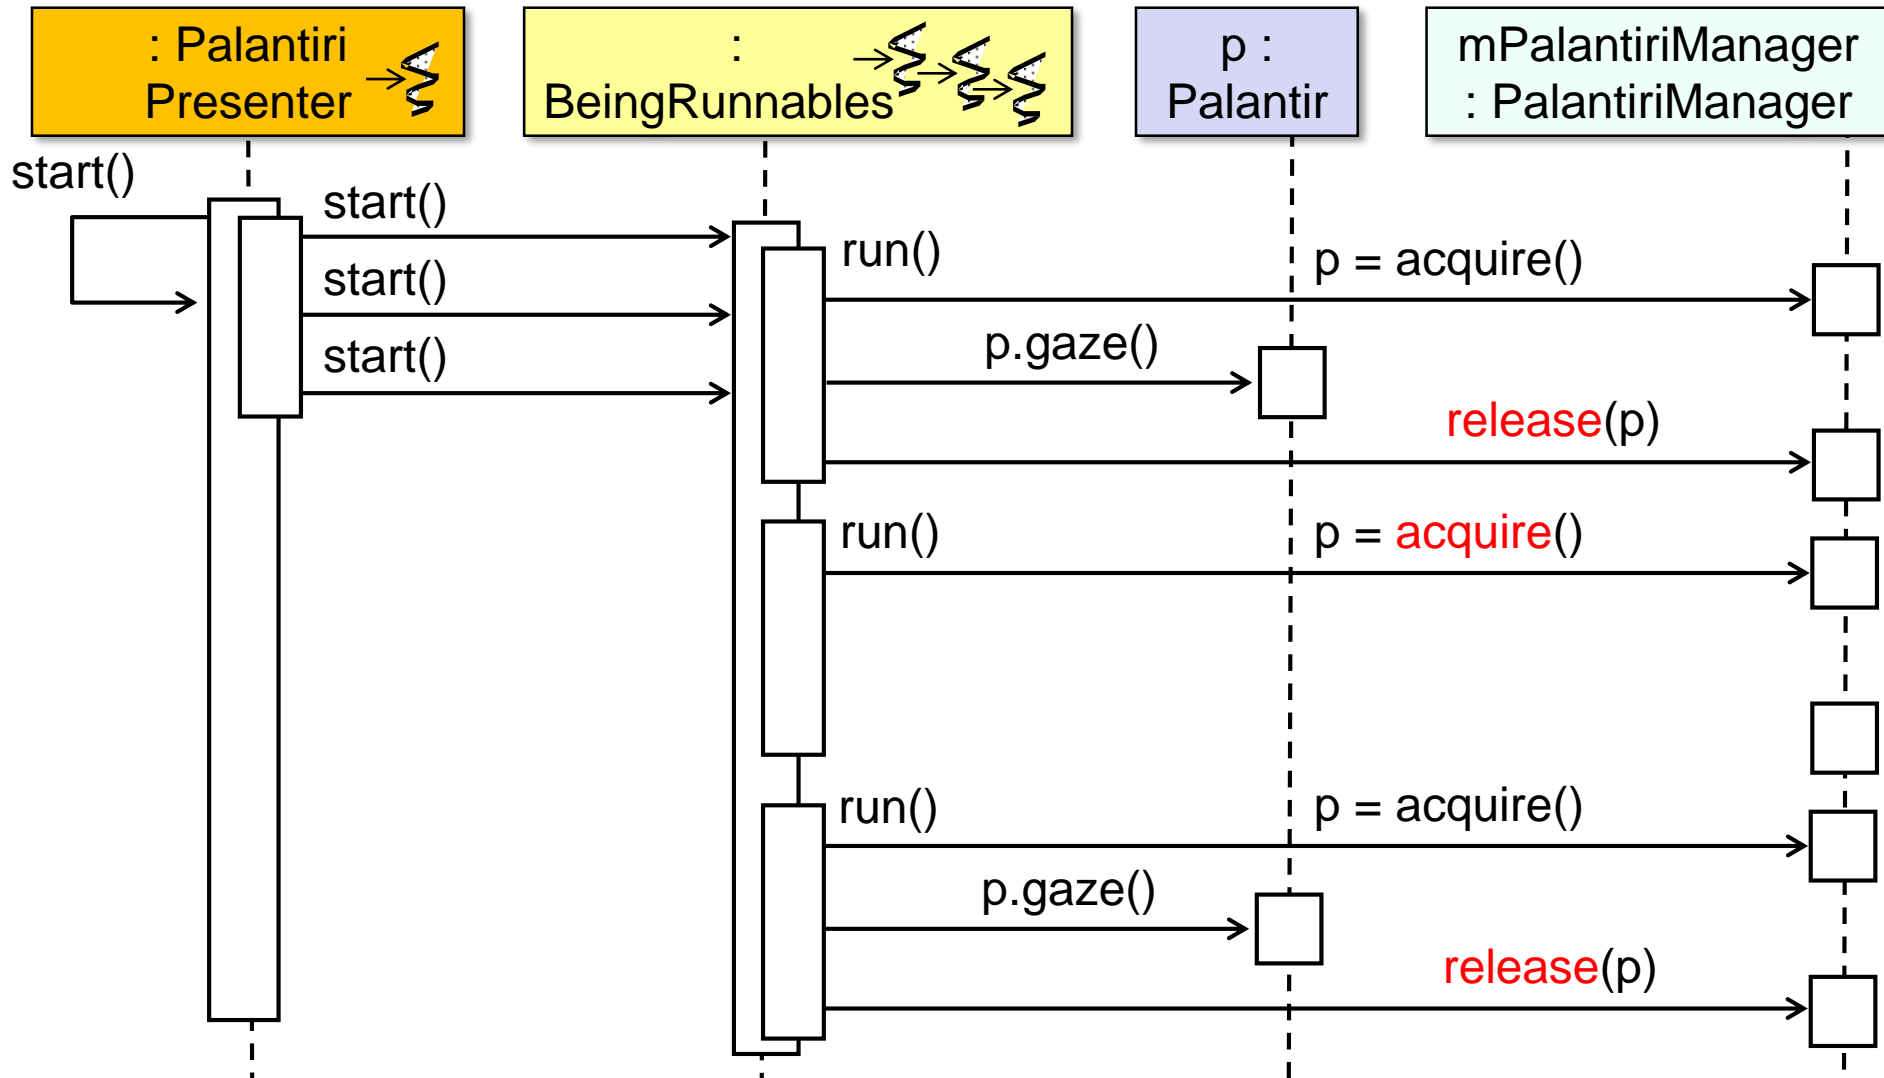 : Palantiri
Presenter
:
BeingRunnables
p :
Palantir
mPalantiriManager
: PalantiriManager
start()
start()
run()
p = acquire()
start()
p.gaze()
start()
release(p)
run()
p = acquire()
run()
p = acquire()
p.gaze()
release(p)